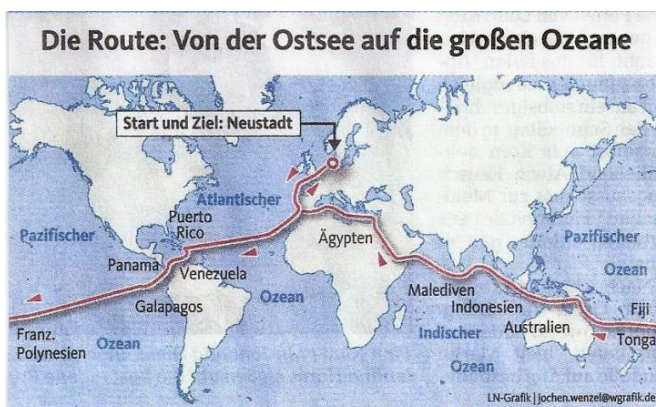 Die Route: Von der Ostsee auf die großen Ozeane
Start und Ziel: Neustadt
Atlantischer
Puerto
Rico
Pazifischer
Pazifischer
Ägypten
Panama
Venezuela
Ozean
Malediven
Galapagos
Ozean
Indonesien
Fiji
Franz.
Polynesien
Ozean
Indischer
Australien
Tonga
Ozean
LN-Grafik | jochen.wenzel@wgrafik.de